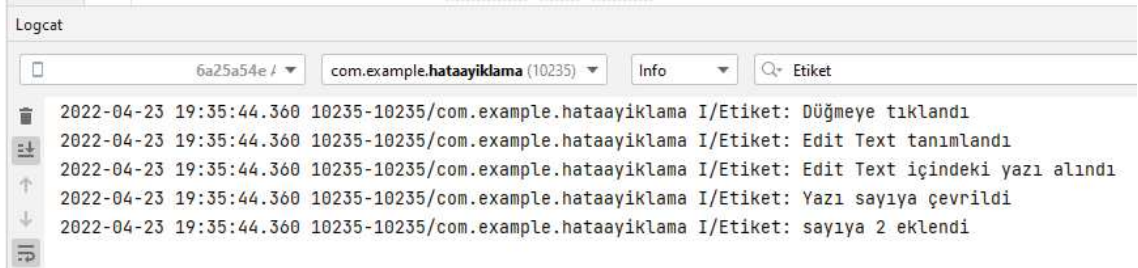 Logcat
6a25a54e com.example.hataayiklama (10235) Info Etiket
2022-04-23 19:35:44.360 10235-10235/com.example.hataayiklama I/Etiket: Düğmeye tıklandı
2022-04-23 19:35:44.360 10235-10235/com.example.hataayiklama I/Etiket: Edit Text tanımlandı
2022-04-23 19:35:44.360 10235-10235/com.example.hataayiklama I/Etiket: Edit Text içindeki yazı alındı
2022-04-23 19:35:44.360 10235-10235/com.example.hataayiklama I/Etiket: Yazı sayıya çevrildi
2022-04-23 19:35:44.360 10235-10235/com.example.hataayiklama I/Etiket: sayıya 2 eklendi